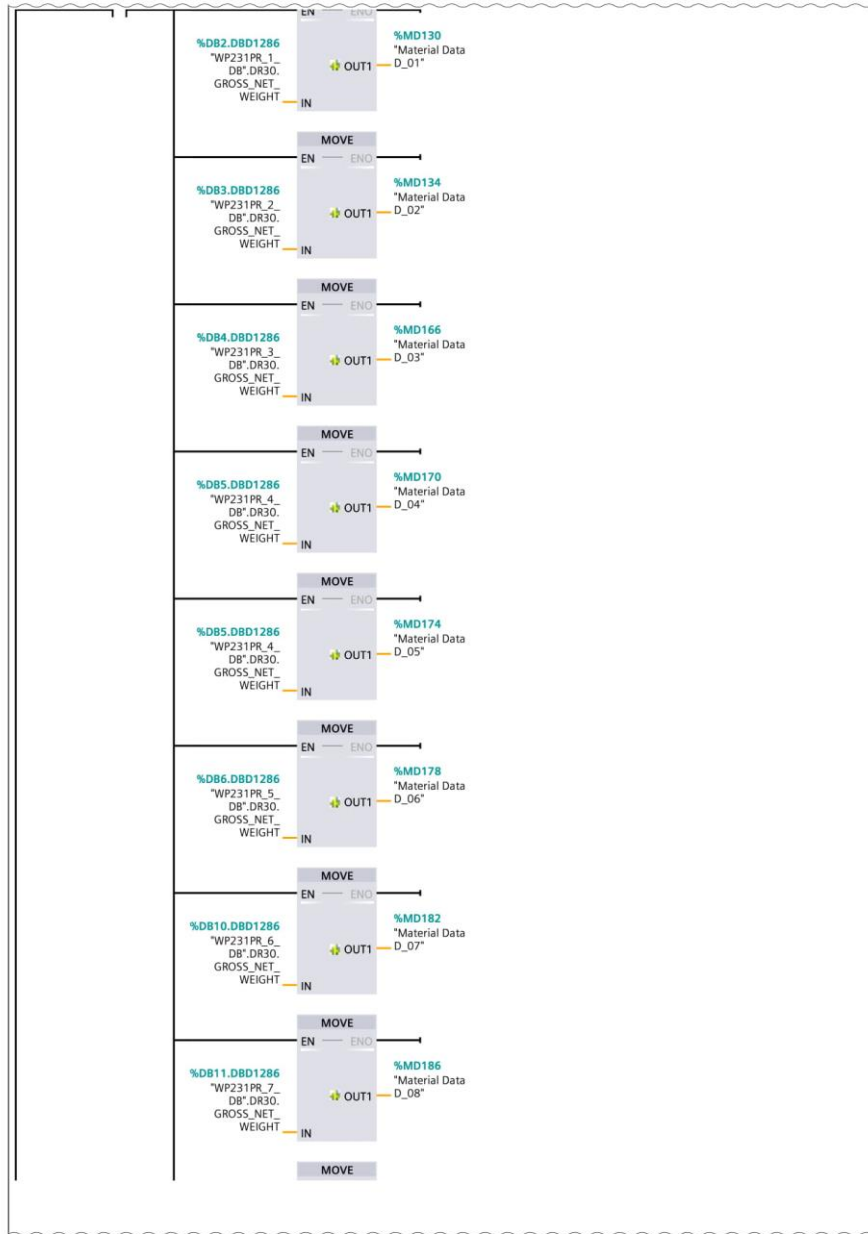 EN ENO
%DB2.DBD1286
"WP231PR_1_
DB".DR30.
GROSS_NET_
WEIGHT
IN
OUT1
%MD130
"Material Data
D_01"
MOVE
EN ENO
%DB3.DBD1286
"WP231PR_2_
DB".DR30.
GROSS_NET_
WEIGHT
IN
OUT1
%MD134
"Material Data
D_02"
MOVE
EN ENO
%DB4.DBD1286
"WP231PR_3_
DB".DR30.
GROSS_NET_
WEIGHT
IN
OUT1
%MD166
"Material Data
D_03"
MOVE
EN ENO
%DB5.DBD1286
"WP231PR_4_
DB".DR30.
GROSS_NET_
WEIGHT
IN
OUT1
%MD170
"Material Data
D_04"
MOVE
EN ENO
%DB5.DBD1286
"WP231PR_4_
DB".DR30.
GROSS_NET_
WEIGHT
IN
OUT1
%MD174
"Material Data
D_05"
MOVE
EN ENO
%DB6.DBD1286
"WP231PR_5_
DB".DR30.
GROSS_NET_
WEIGHT
IN
OUT1
%MD178
"Material Data
D_06"
MOVE
EN ENO
%DB10.DBD1286
"WP231PR_6_
DB".DR30.
GROSS_NET_
WEIGHT
IN
OUT1
%MD182
"Material Data
D_07"
MOVE
EN ENO
%DB11.DBD1286
"WP231PR_7_
DB".DR30.
GROSS_NET_
WEIGHT
IN
OUT1
%MD186
"Material Data
D_08"
MOVE